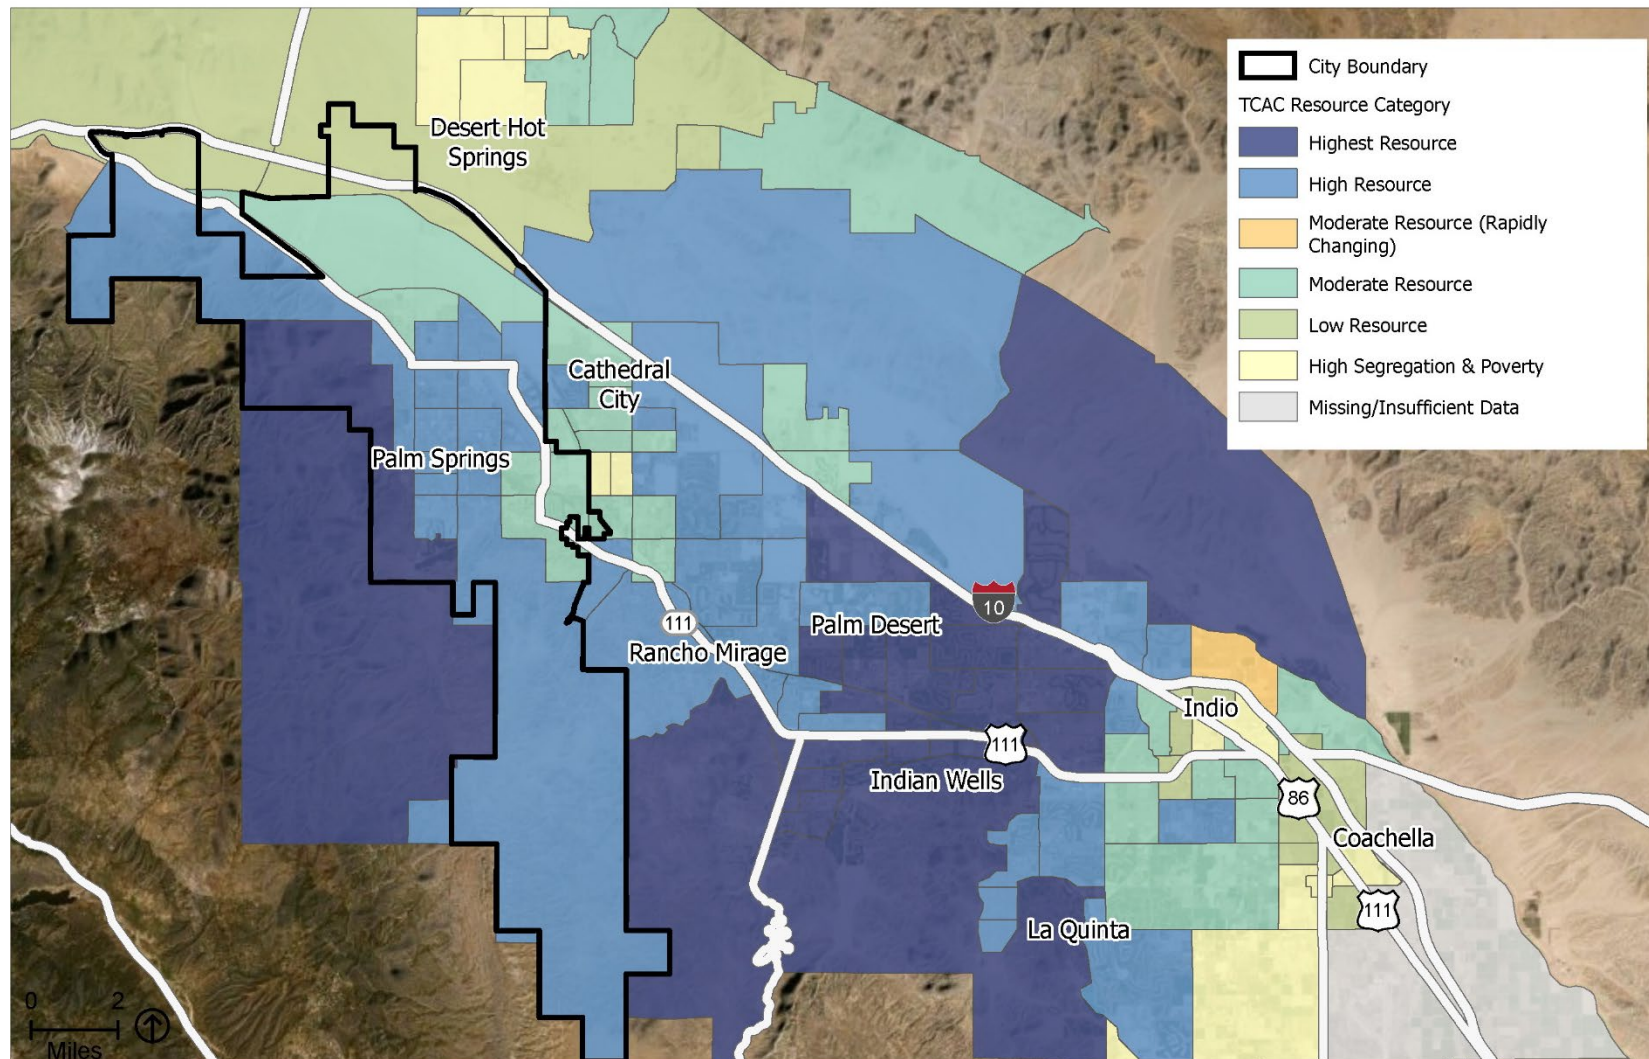 City Boundary
TCAC Resource Category
Highest Resource
High Resource
Moderate Resource (Rapidly
Changing)
Moderate Resource
Low Resource
High Segregation & Poverty
Missing/Insufficient Data
Desert Hot
Springs
Cathedral
City
Palm Springs
10
111
Palm Desert
Rancho Mirage
Indio
111
Indian Wells
86
Coachella
111
La Quinta
0 2
Miles